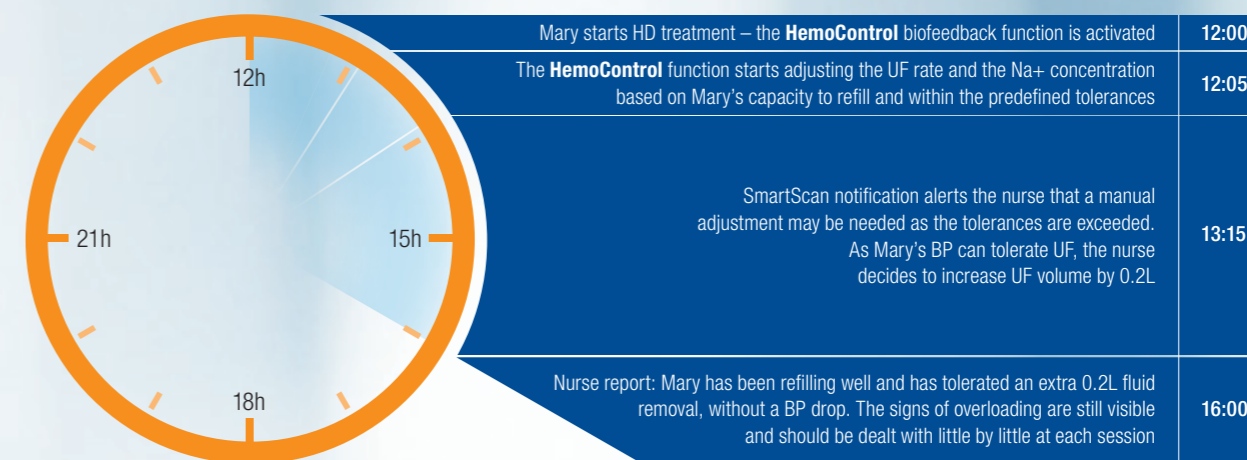 12h
15h
18h
21h
Mary starts HD treatment – the HemoControl biofeedback function is activated
12:00
The HemoControl function starts adjusting the UF rate and the Na+ concentration
based on Mary's capacity to refill and within the predefined tolerances
12:05
SmartScan notification alerts the nurse that a manual
adjustment may be needed as the tolerances are exceeded.
As Mary's BP can tolerate UF, the nurse
decides to increase UF volume by 0.2L
13:15
Nurse report: Mary has been refilling well and has tolerated an extra 0.2L fluid
removal, without a BP drop. The signs of overloading are still visible
and should be dealt with little by little at each session
16:00